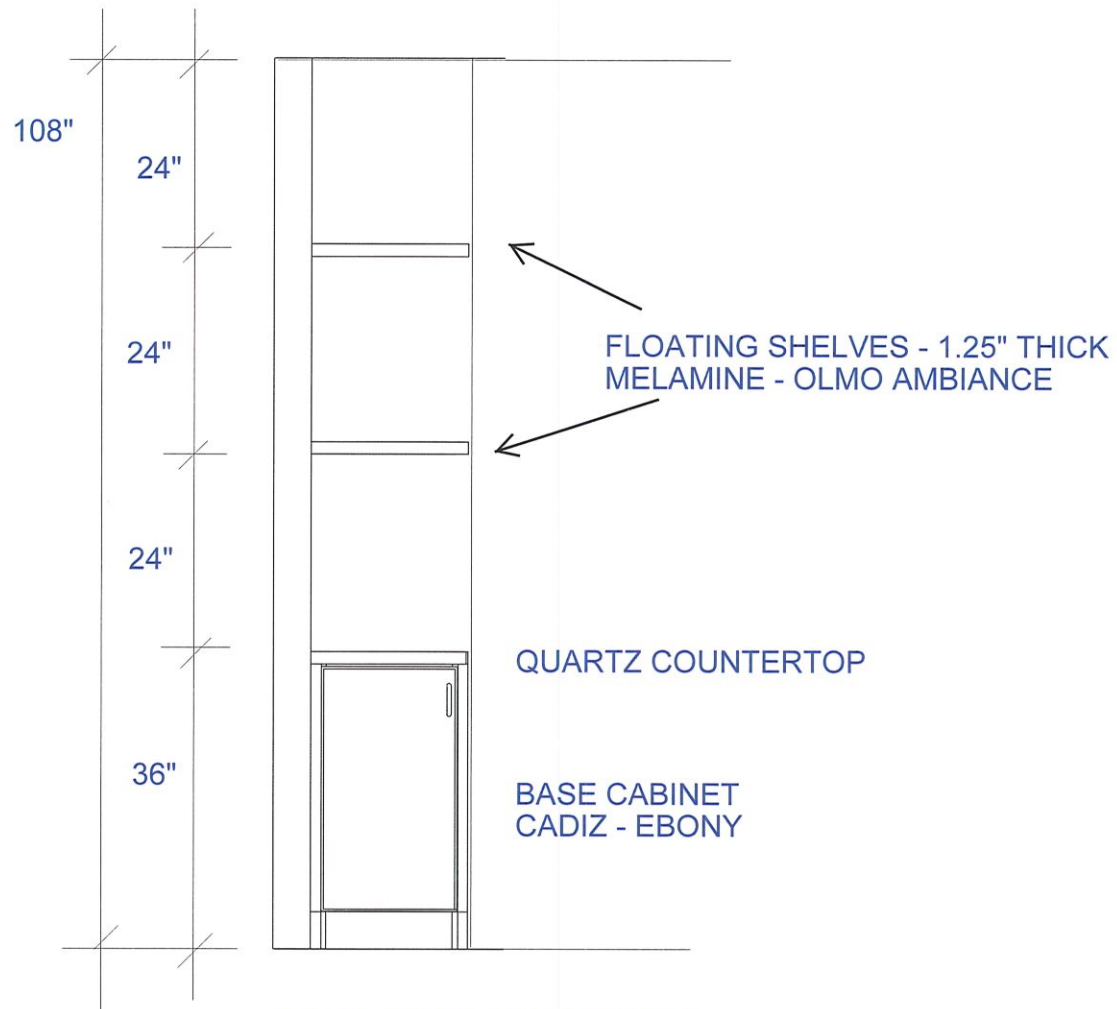 108"
24"
24"
FLOATING SHELVES - 1.25" THICK
MELAMINE - OLMO AMBIANCE
24"
QUARTZ COUNTERTOP
36"
BASE CABINET
CADIZ - EBONY